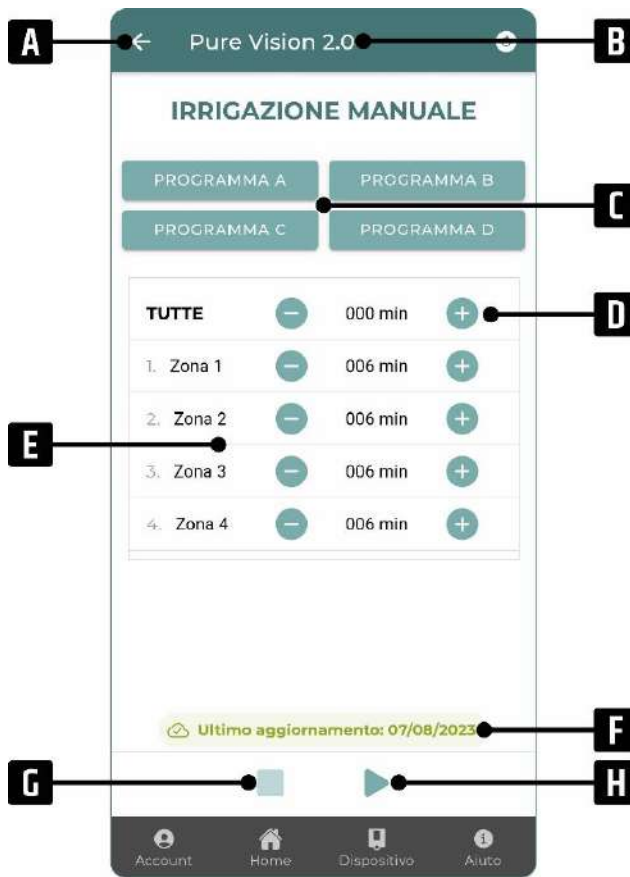 A
Pure Vision 2.0
B
IRRIGAZIONE MANUALE
PROGRAMMA A
PROGRAMMA B
C
PROGRAMMA C
PROGRAMMA D
TUTTE
000 min
D
1. Zona 1
006 min
2. Zona 2
006 min
E
3. Zona 3
006 min
4. Zona 4
006 min
Ultimo aggiornamento: 07/08/2023
F
G
H
Account
Home
Dispositivo
Aiuto